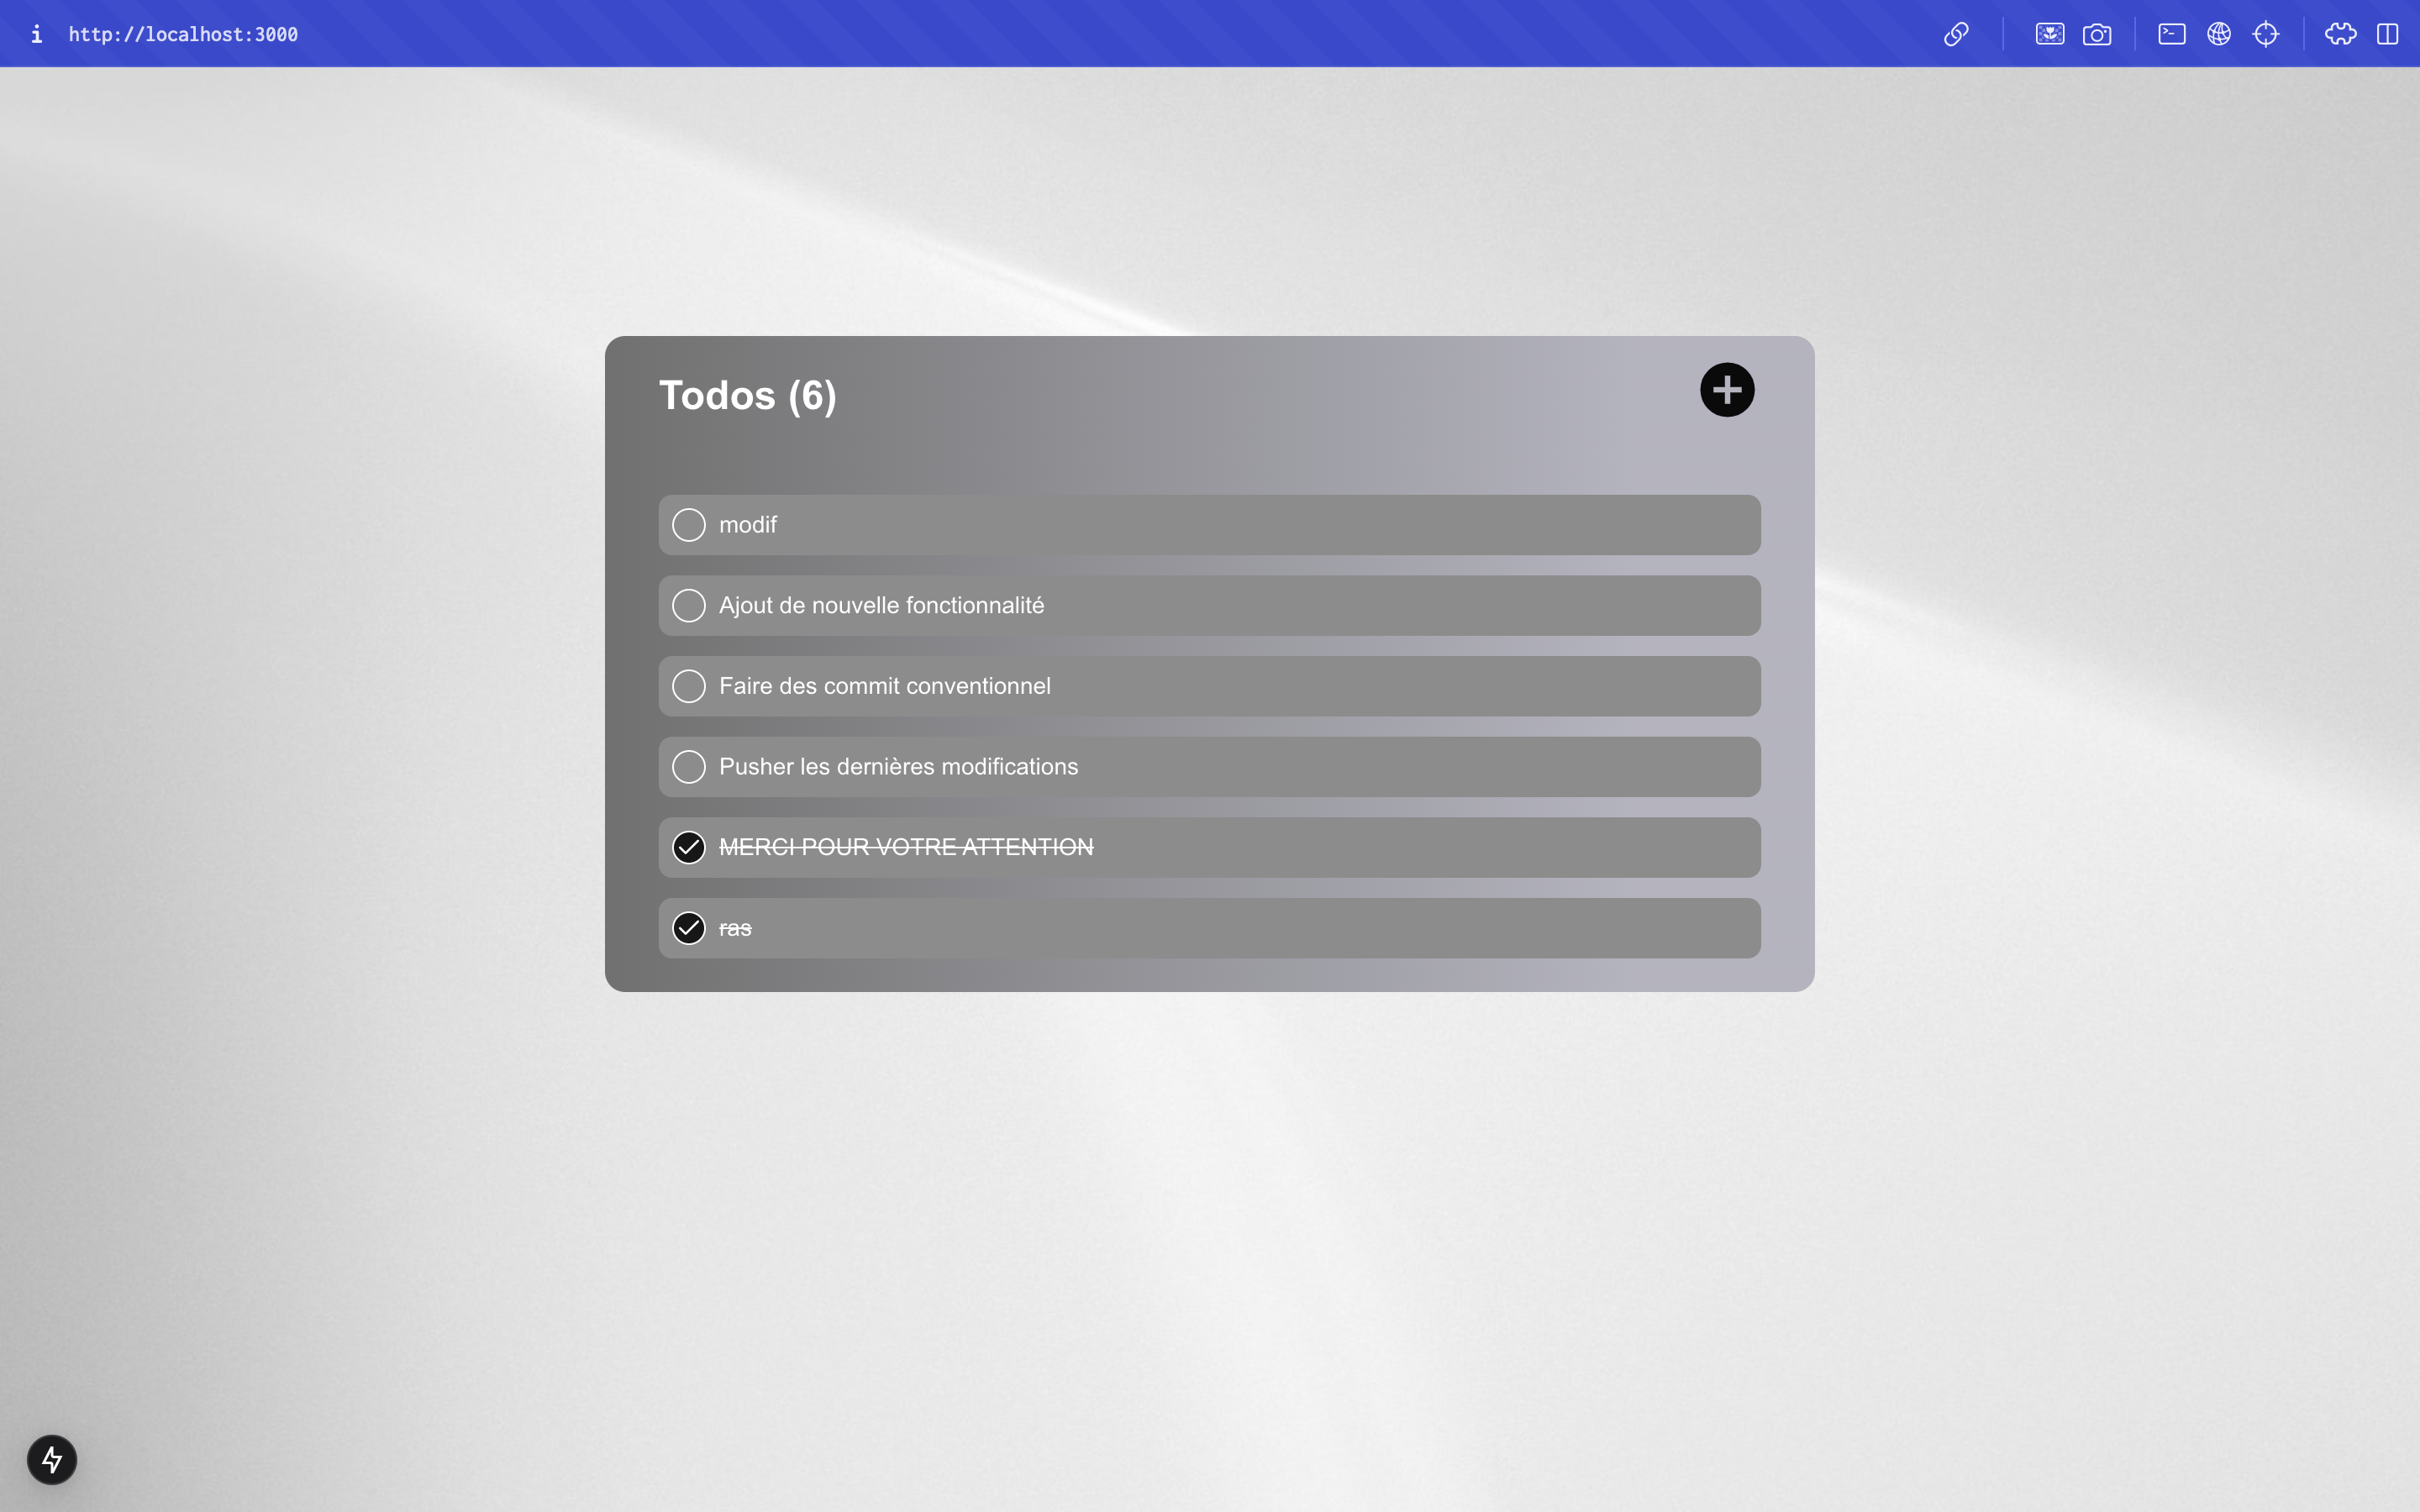 http://localhost:3000
Todos (6)
modif
Ajout de nouvelle fonctionnalité
Faire des commit conventionnel
Pusher les dernières modifications
MERCI POUR VOTRE ATTENTION
ras